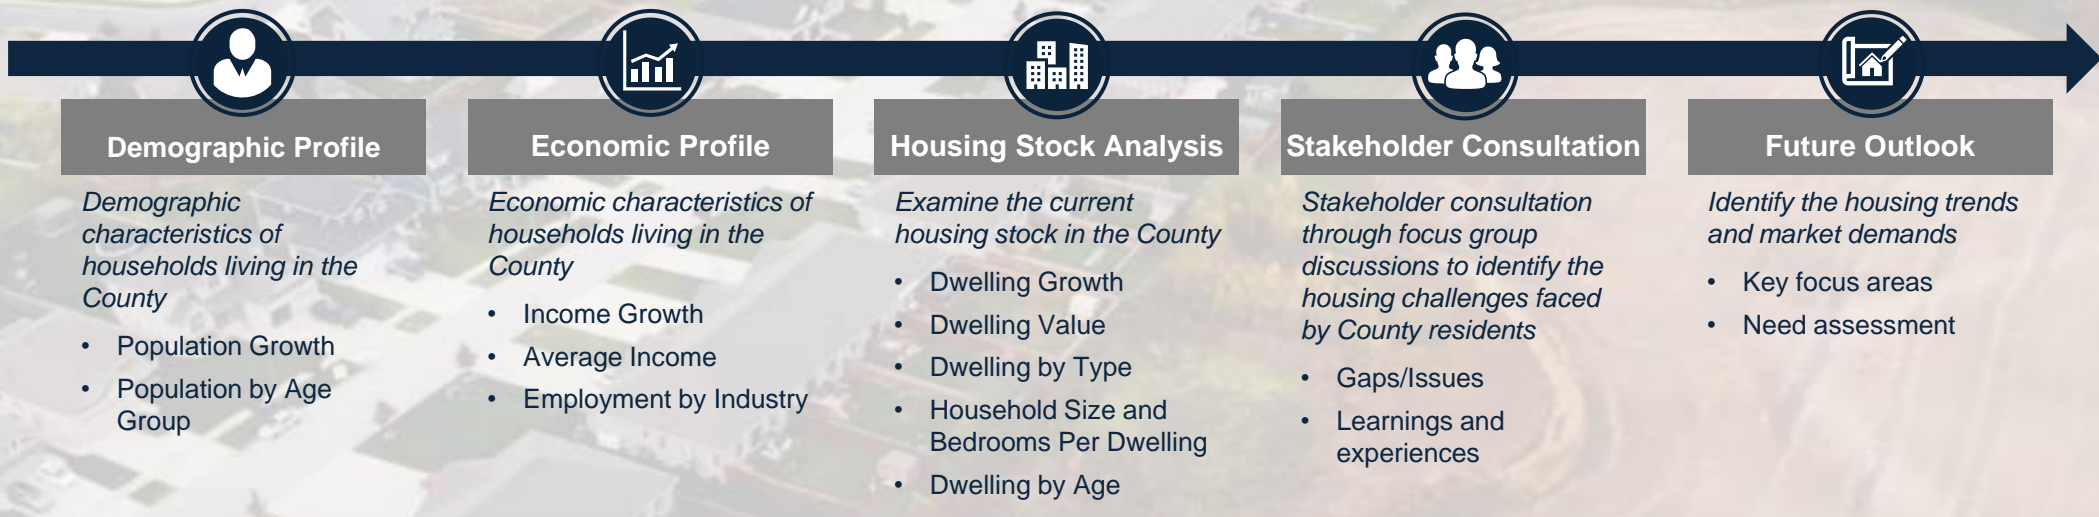 Demographic Profile
Demographic
characteristics of
households living in the
County
• Population Growth
• Population by Age
Group
Economic Profile
Economic characteristics of
households living in the
County
• Income Growth
• Average Income
• Employment by Industry
Housing Stock Analysis
Examine the current
housing stock in the County
• Dwelling Growth
• Dwelling Value
• Dwelling by Type
• Household Size and
Bedrooms Per Dwelling
• Dwelling by Age
Stakeholder Consultation
Stakeholder consultation
through focus group
discussions to identify the
housing challenges faced
by County residents
• Gaps/Issues
• Learnings and
experiences
Future Outlook
Identify the housing trends
and market demands
• Key focus areas
• Need assessment